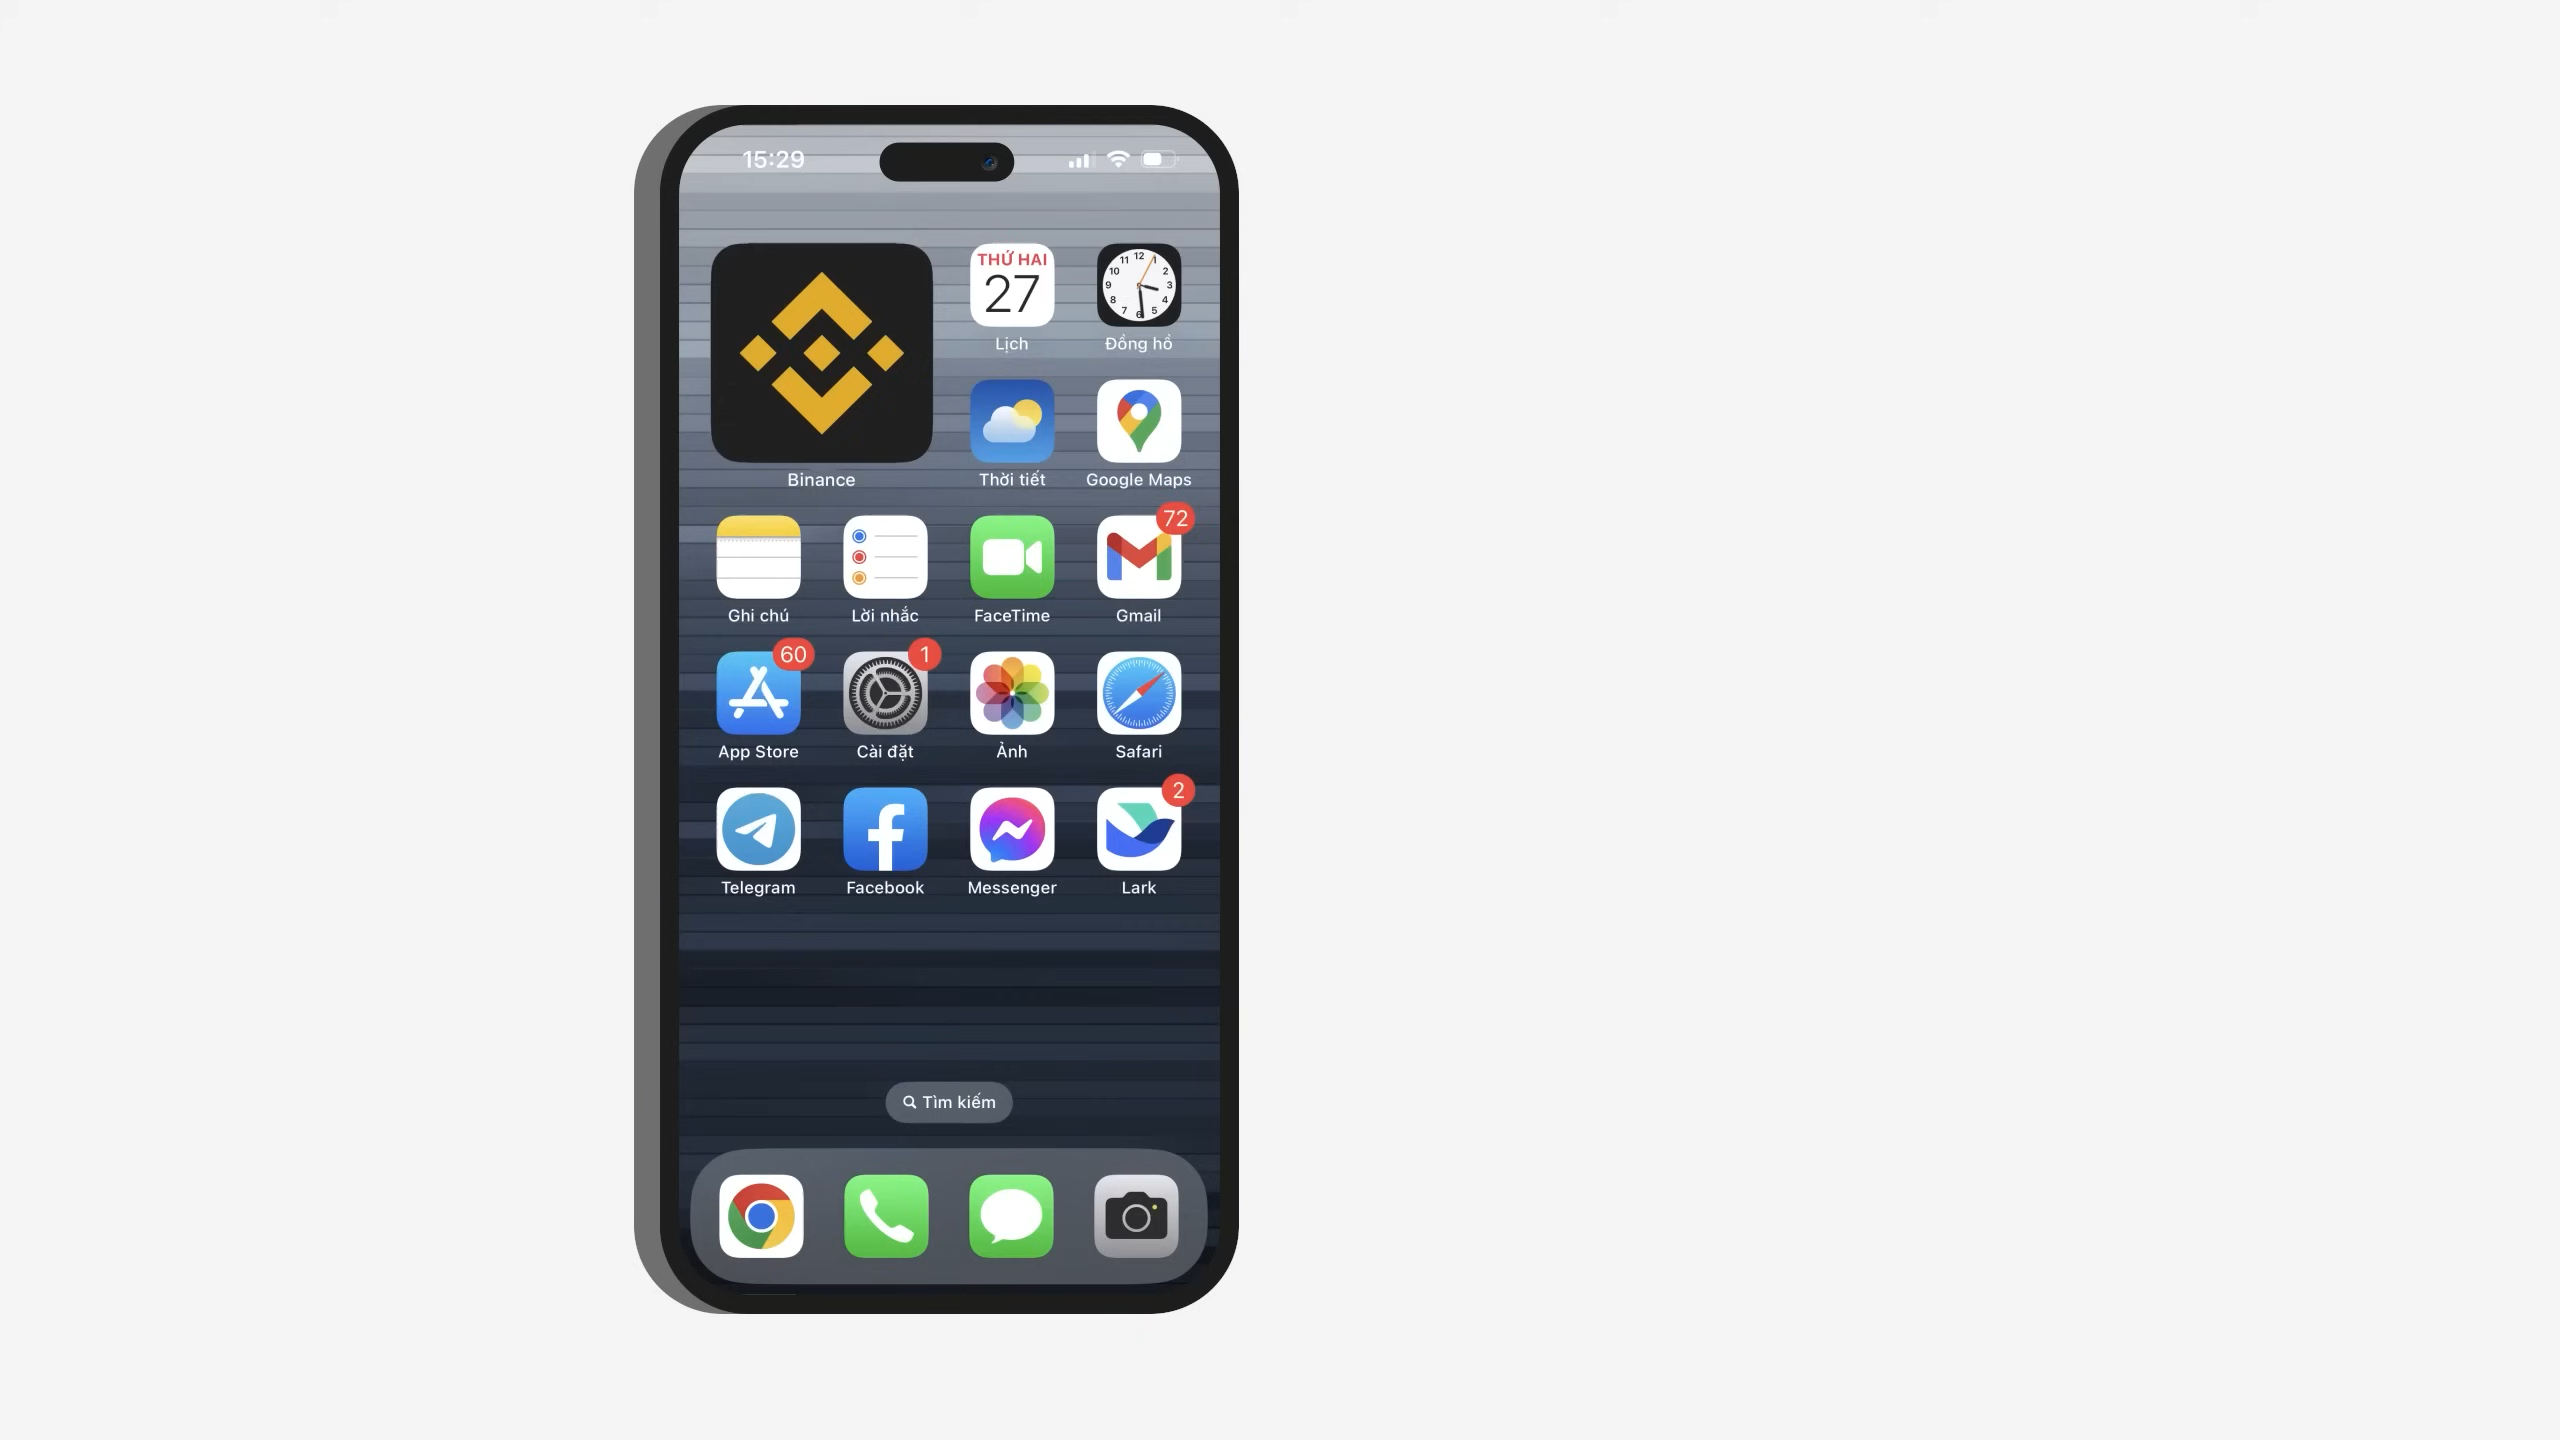 15:29
THỨ HAI
27
Lịch
Đồng hồ
Binance
Thời tiết
Google Maps
72
Ghi chú
Lời nhắc
FaceTime
Gmail
60
1
App Store
Cài đặt
Ảnh
Safari
2
Telegram
Facebook
Messenger
Lark
Tìm kiếm